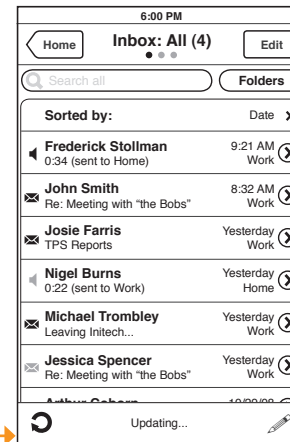 6:00 PM
Home
Inbox: All (4)
Edit
Search all
Folders
Sorted by:
Date
Frederick Stollman
9:21 AM
0:34 (sent to Home)
Work
John Smith
8:32 AM
Re: Meeting with “the Bobs”
Work
Josie Farris
Yesterday
TPS Reports
Work
Nigel Burns
Yesterday
0:22 (sent to Work)
Home
Michael Trombley
Yesterday
Leaving Initech...
Work
Jessica Spencer
Yesterday
Re: Meeting with “the Bobs”
Work
Updating...